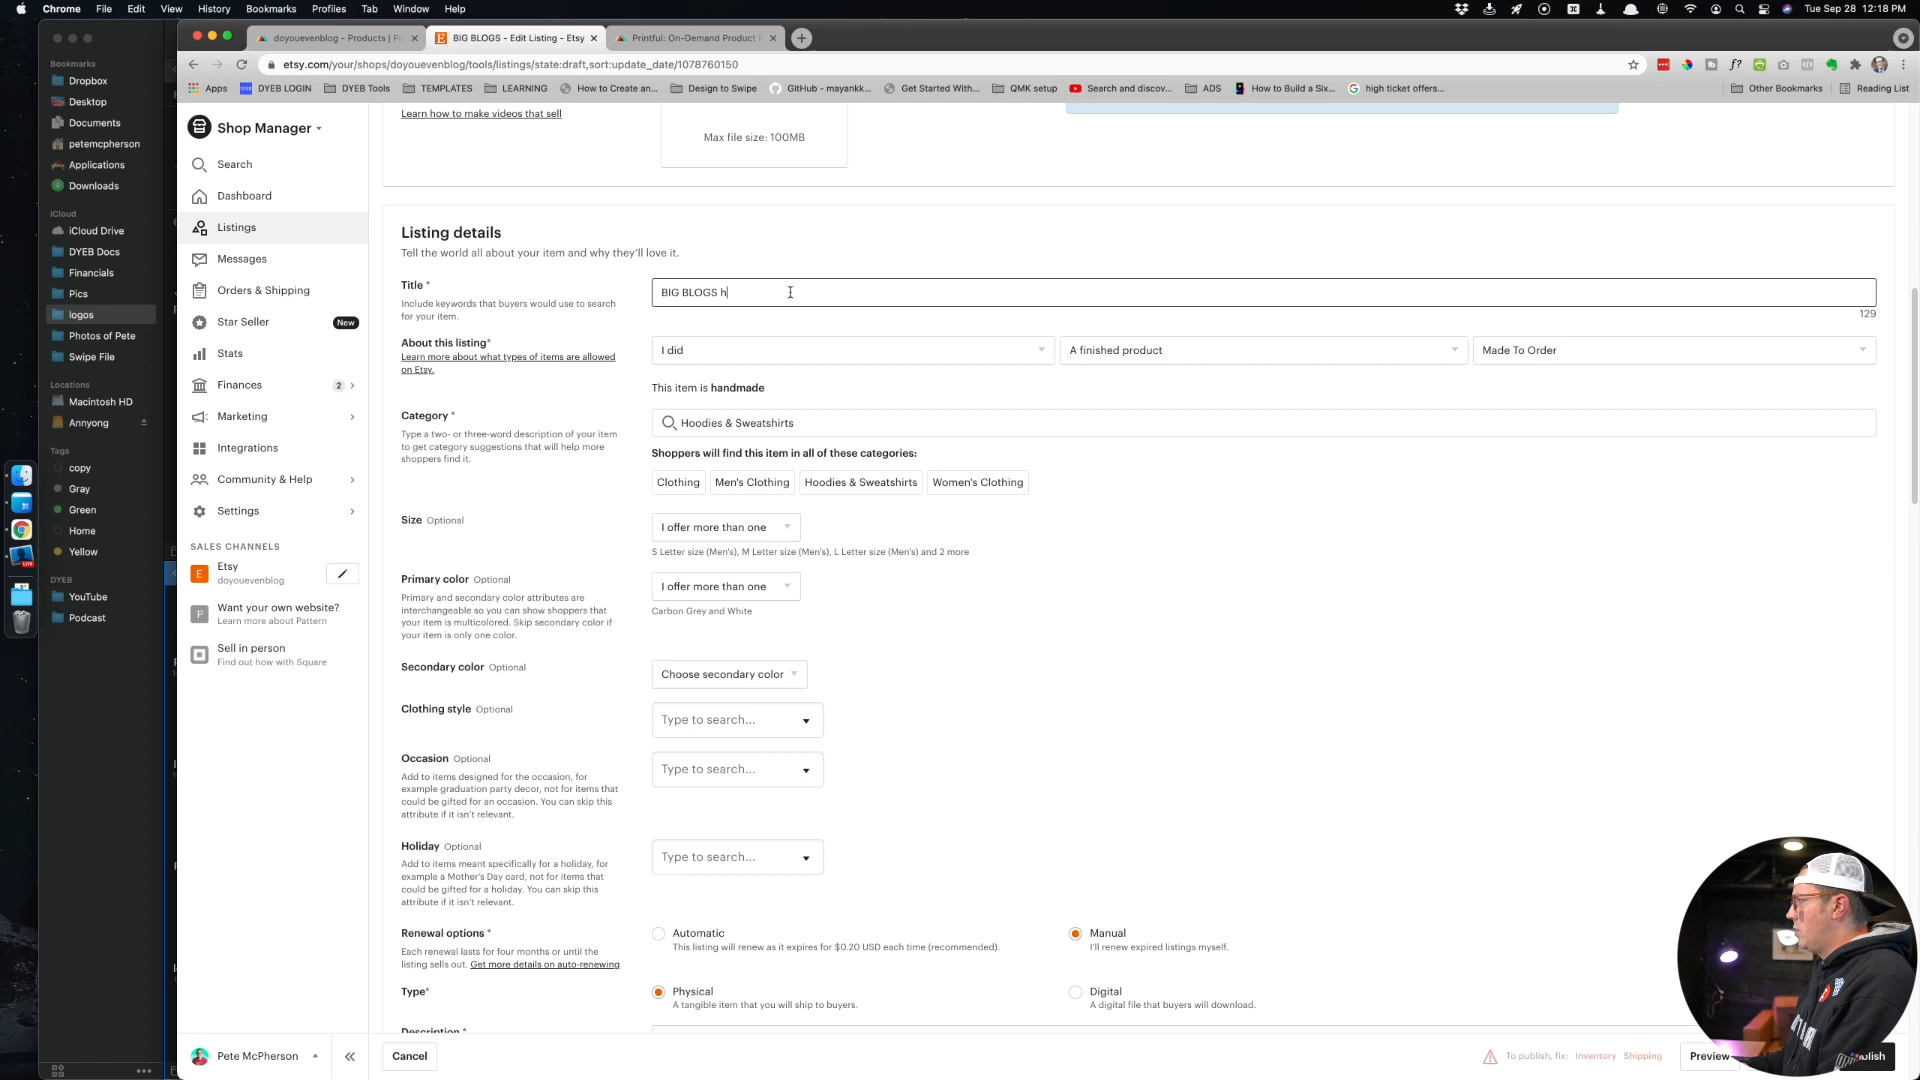 Chrome File Edit View History Bookmarks Profiles Tab Window Help
Tue Sep 28 12:18 PM
doyouevenblog – Products | Pr
BIG BLOGS - Edit Listing - Etsy
Printful: On-Demand Product F
etsy.com/your/shops/doyouevenblog/tools/listings/state:draft,sort:update_date/1078760150
Apps
DYEB LOGIN
DYEB Tools
TEMPLATES
LEARNING
How to Create an...
Design to Swipe
GitHub - mayankk...
Get Started With...
QMK setup
Search and discov...
ADS
How to Build a Six...
high ticket offers...
Other Bookmarks
Reading List
Bookmarks
Dropbox
Desktop
Documents
petemcpherson
Applications
Downloads
iCloud
iCloud Drive
DYEB Docs
Financials
Pics
logos
Photos of Pete
Swipe File
Locations
Macintosh HD
Annyong
Tags
copy
Gray
Green
Home
Yellow
DYEB
YouTube
Podcast
Shop Manager
Search
Dashboard
Listings
Messages
Orders & Shipping
Star Seller New
Stats
Finances 2
Marketing
Integrations
Community & Help
Settings
SALES CHANNELS
E Etsy
doyouevenblog
P Want your own website?
Learn more about Pattern
Sell in person
Find out how with Square
Pete McPherson
Learn how to make videos that sell
Max file size: 100MB
Listing details
Tell the world all about your item and why they'll love it.
Title *
Include keywords that buyers would use to search
for your item.
BIG BLOGS h
129
About this listing*
Learn more about what types of items are allowed
on Etsy.
I did
A finished product
Made To Order
This item is handmade
Category *
Type a two- or three-word description of your item
to get category suggestions that will help more
shoppers find it.
Hoodies & Sweatshirts
Shoppers will find this item in all of these categories:
Clothing
Men's Clothing
Hoodies & Sweatshirts
Women's Clothing
Size Optional
I offer more than one
S Letter size (Men's), M Letter size (Men's), L Letter size (Men's) and 2 more
Primary color Optional
Primary and secondary color attributes are
interchangeable so you can show shoppers that
your item is multicolored. Skip secondary color if
your item is only one color.
I offer more than one
Carbon Grey and White
Secondary color Optional
Choose secondary color
Clothing style Optional
Type to search...
Occasion Optional
Add to items designed for the occasion, for
example graduation party decor, not for items that
could be gifted for an occasion. You can skip this
attribute if it isn't relevant.
Type to search...
Holiday Optional
Add to items meant specifically for a holiday, for
example a Mother's Day card, not for items that
could be gifted for a holiday. You can skip this
attribute if it isn't relevant.
Type to search...
Renewal options *
Each renewal lasts for four months or until the
listing sells out. Get more details on auto-renewing
Automatic
This listing will renew as it expires for $0.20 USD each time (recommended).
Manual
I'll renew expired listings myself.
Type*
Physical
A tangible item that you will ship to buyers.
Digital
A digital file that buyers will download.
Description *
Cancel
To publish, fix: Inventory Shipping
Preview
blish